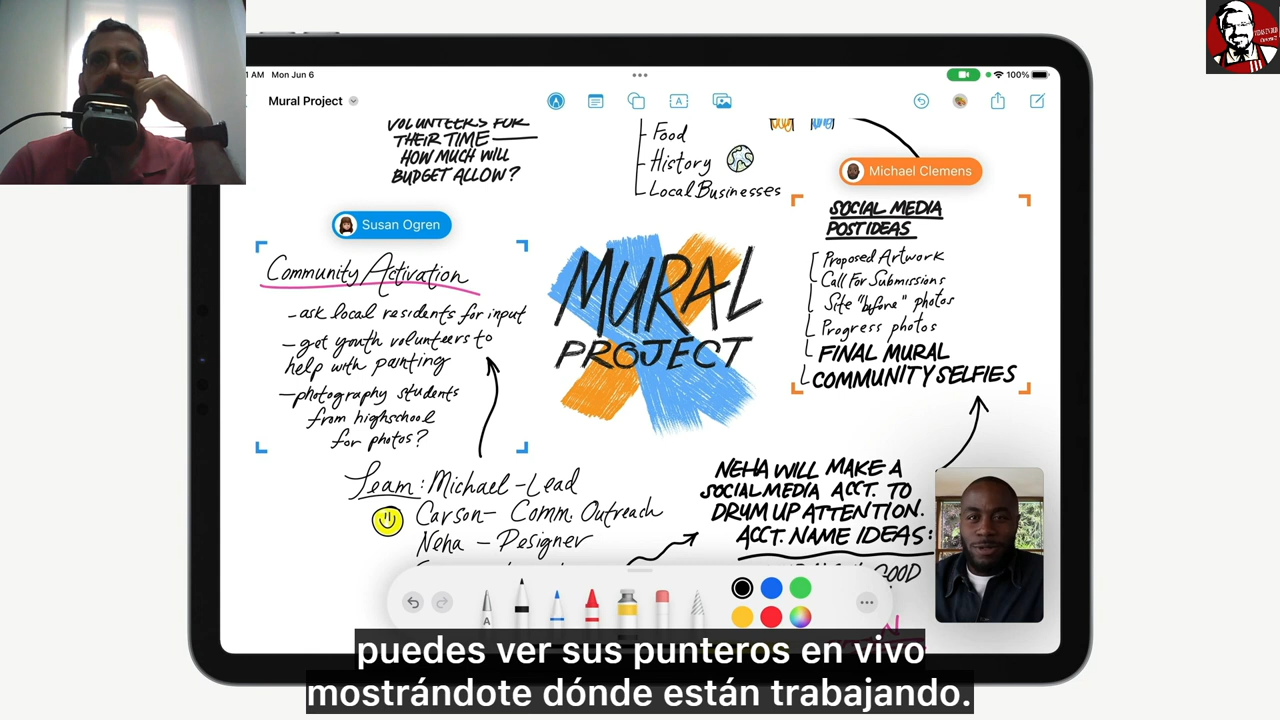 1 AM Mon Jun 6
100%
Mural Project
VOLUNTEERS FOR
THEIR TIME
HOW MUCH WILL
BUDGET ALLOW?
Food
History
Local Businesses
Michael Clemens
Susan Ogren
SOCIAL MEDIA
POST IDEAS
Proposed Artwork
Call For Submissions
Site "before" photos
Progress photos
FINAL MURAL
COMMUNITY SELFIES
Community Activation
- ask local residents for input
- get youth volunteers to
help with painting
- photography students
from highschool
for photos?
MURAL
PROJECT
Team: Michael - Lead
Carson - Comm. Outreach
Neha - Designer
NEHA WILL MAKE A
SOCIAL MEDIA ACCT. TO
DRUM UP ATTENTION.
ACCT. NAME IDEAS:
GOOD
A
puedes ver sus punteros en vivo
mostrándote dónde están trabajando.